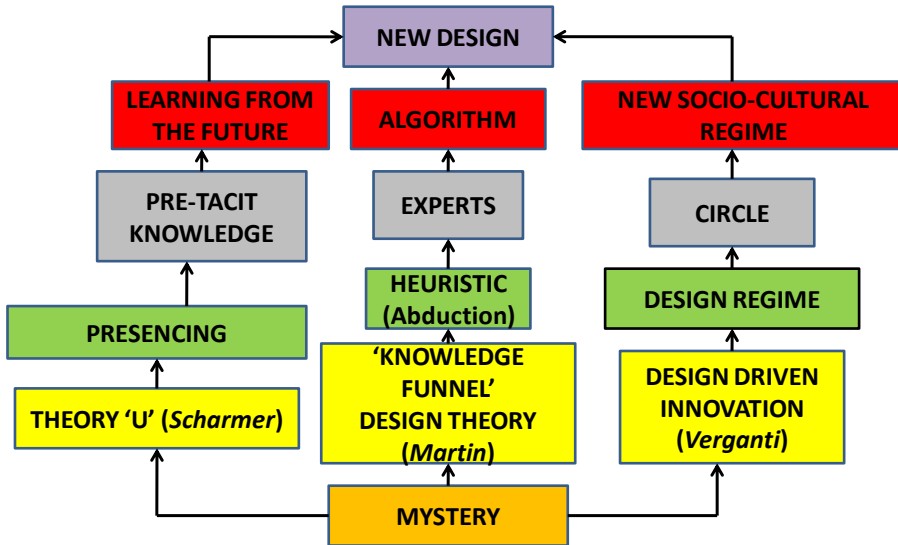 NEW DESIGN
LEARNING FROM
THE FUTURE
ALGORITHM
NEW SOCIO-CULTURAL
REGIME
PRE-TACIT
KNOWLEDGE
EXPERTS
CIRCLE
HEURISTIC
(Abduction)
DESIGN REGIME
PRESENCING
‘KNOWLEDGE
FUNNEL’
DESIGN THEORY
(Martin)
DESIGN DRIVEN
INNOVATION
(Verganti)
THEORY ‘U’ (Scharmer)
MYSTERY